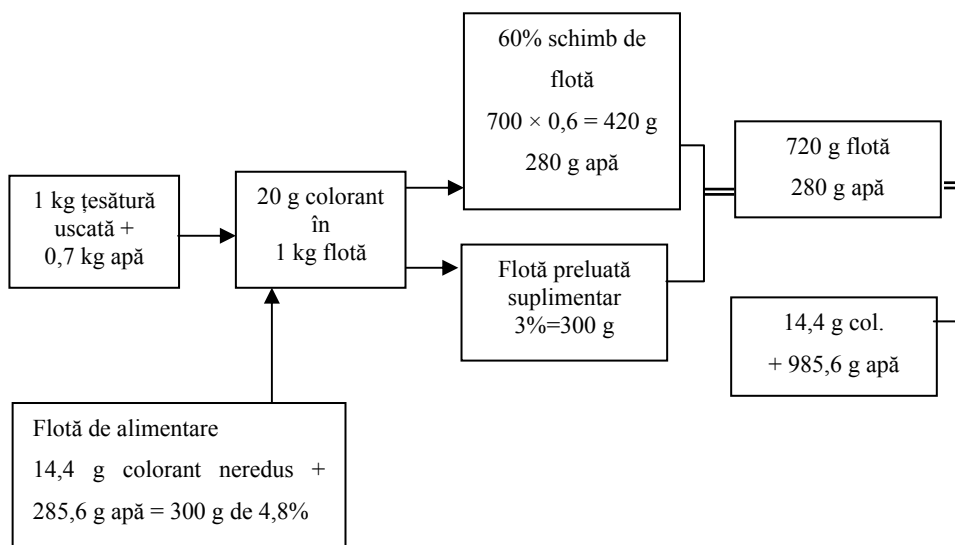 60% schimb de
flotă
700 × 0,6 = 420 g
280 g apă
720 g flotă
280 g apă
1 kg țesătură
uscată +
0,7 kg apă
20 g colorant
în
1 kg flotă
Flotă preluată
suplimentar
3%=300 g
14,4 g col.
+ 985,6 g apă
Flotă de alimentare
14,4 g colorant neredus +
285,6 g apă = 300 g de 4,8%